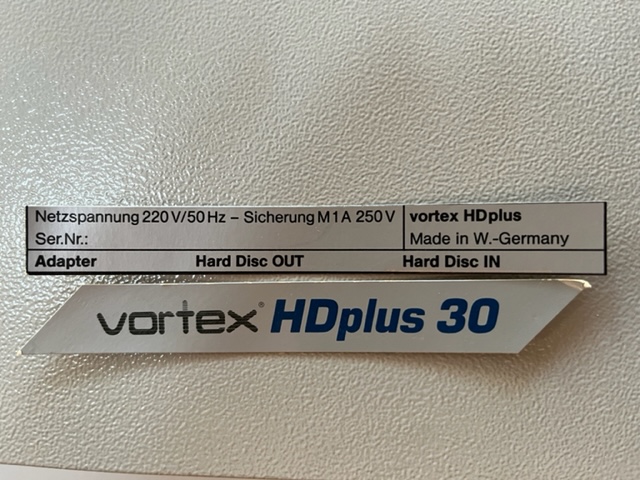 Netzspannung 220 V/50 Hz – Sicherung M 1 A 250 V
vortex HDplus
Ser.Nr.:
Made in W.-Germany
Adapter Hard Disc OUT Hard Disc IN
vortex® HDplus 30